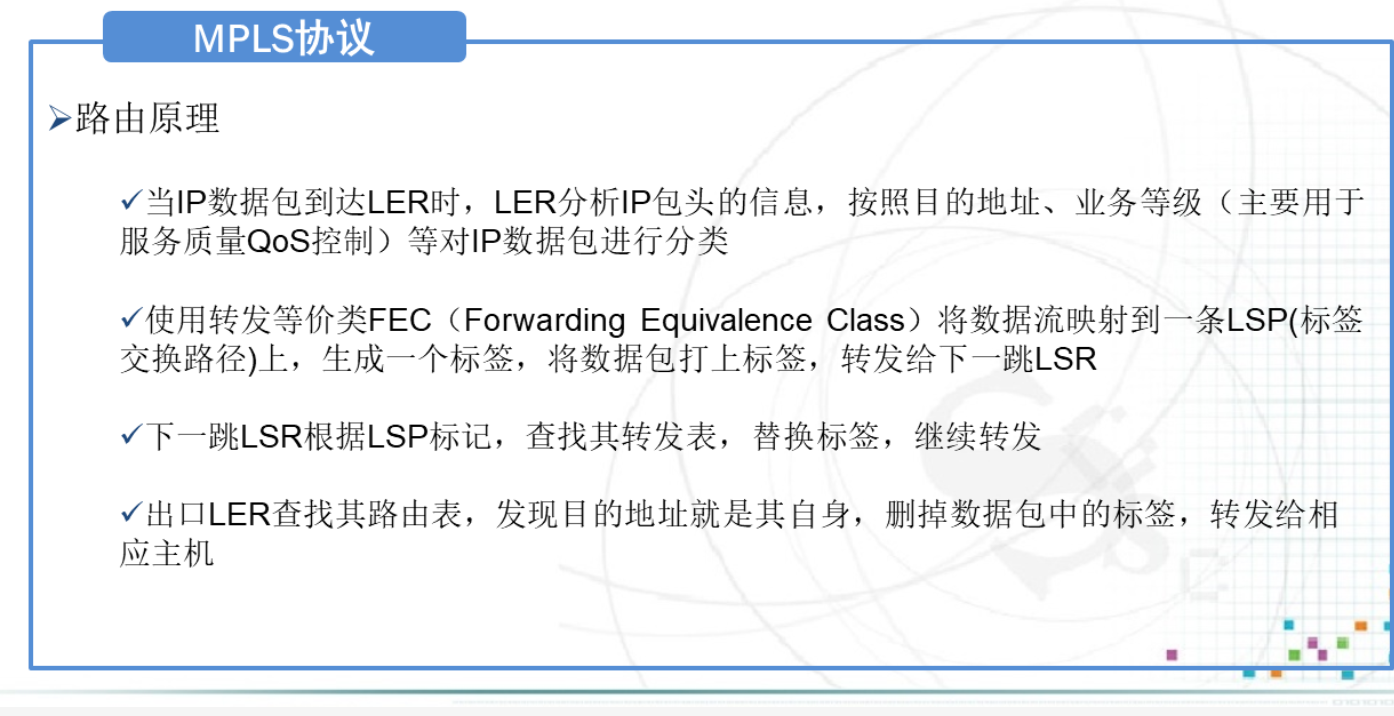 MPLS协议
➢路由原理
✓当IP数据包到达LER时，LER分析IP包头的信息，按照目的地址、业务等级（主要用于
服务质量QoS控制）等对IP数据包进行分类
✓使用转发等价类FEC（Forwarding Equivalence Class）将数据流映射到一条LSP(标签
交换路径)上，生成一个标签，将数据包打上标签，转发给下一跳LSR
✓下一跳LSR根据LSP标记，查找其转发表，替换标签，继续转发
✓出口LER查找其路由表，发现目的地址就是其自身，删掉数据包中的标签，转发给相
应主机